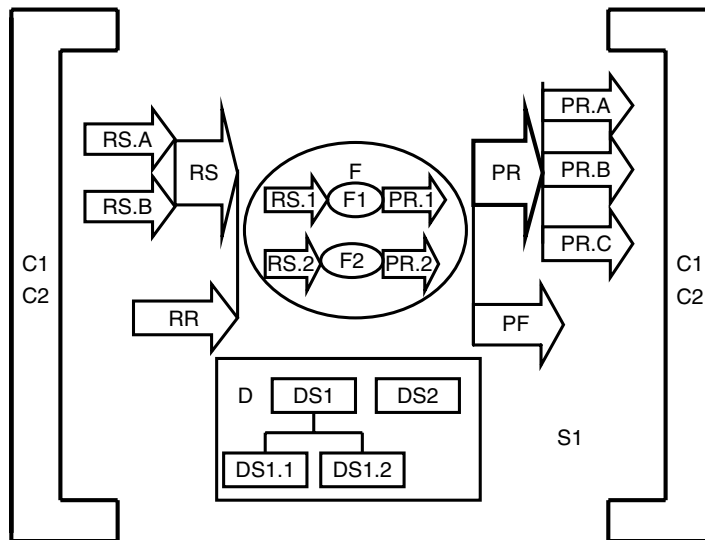 RS.A
RS
RS.B
RR
C1
C2
F
RS.1
F1
PR.1
RS.2
F2
PR.2
PR
PR.A
PR.B
PR.C
PF
C1
C2
D
DS1
DS2
DS1.1
DS1.2
S1